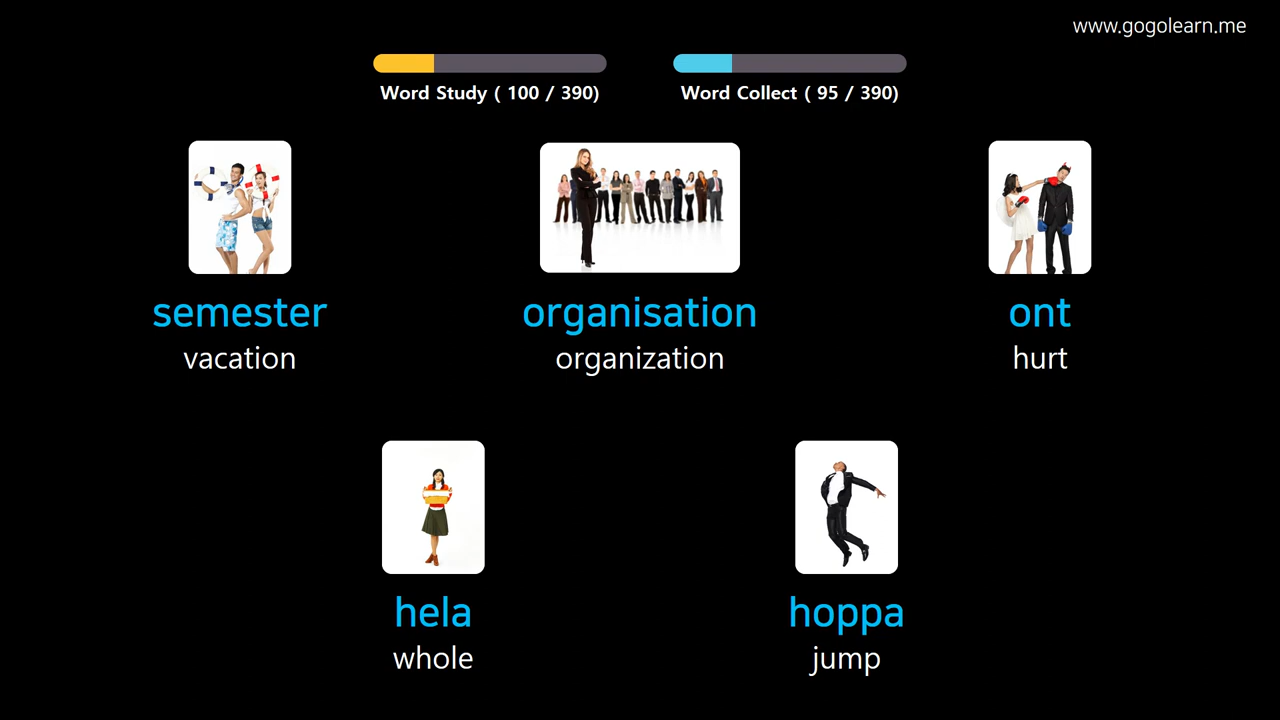 www.gogolearn.me
Word Study ( 100 / 390)
Word Collect ( 95 / 390)
semester
vacation
organisation
organization
ont
hurt
hela
whole
hoppa
jump